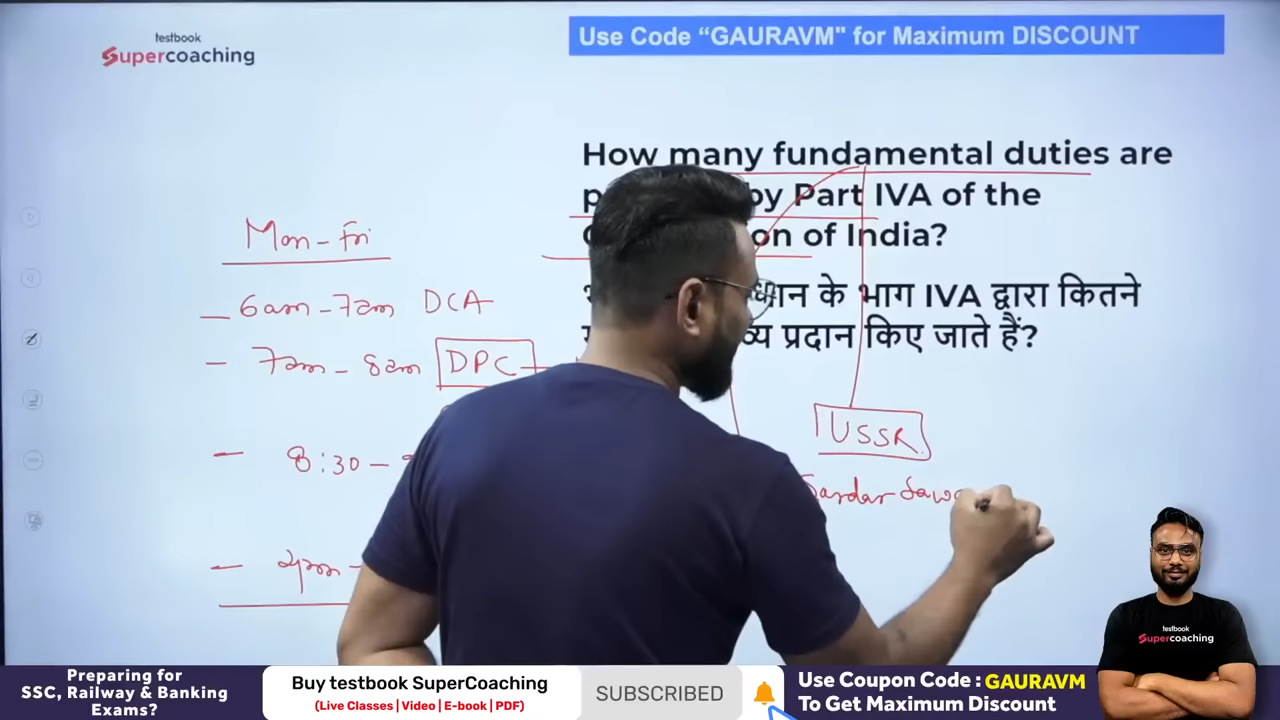 testbook
Supercoaching
Use Code “GAURAVM" for Maximum DISCOUNT
How many fundamental duties are
by Part IVA of the
of India?
के भाग IVA द्वारा कितने
प्रदान किए जाते हैं?
Mon-Fri
6am-7am DCA
7am-8am DPC
8:30-
USSR
Sardar
testbook
Supercoaching
Preparing for
SSC, Railway & Banking
Exams?
Buy testbook SuperCoaching
(Live Classes | Video | E-book | PDF)
SUBSCRIBED
Use Coupon Code : GAURAVM
To Get Maximum Discount